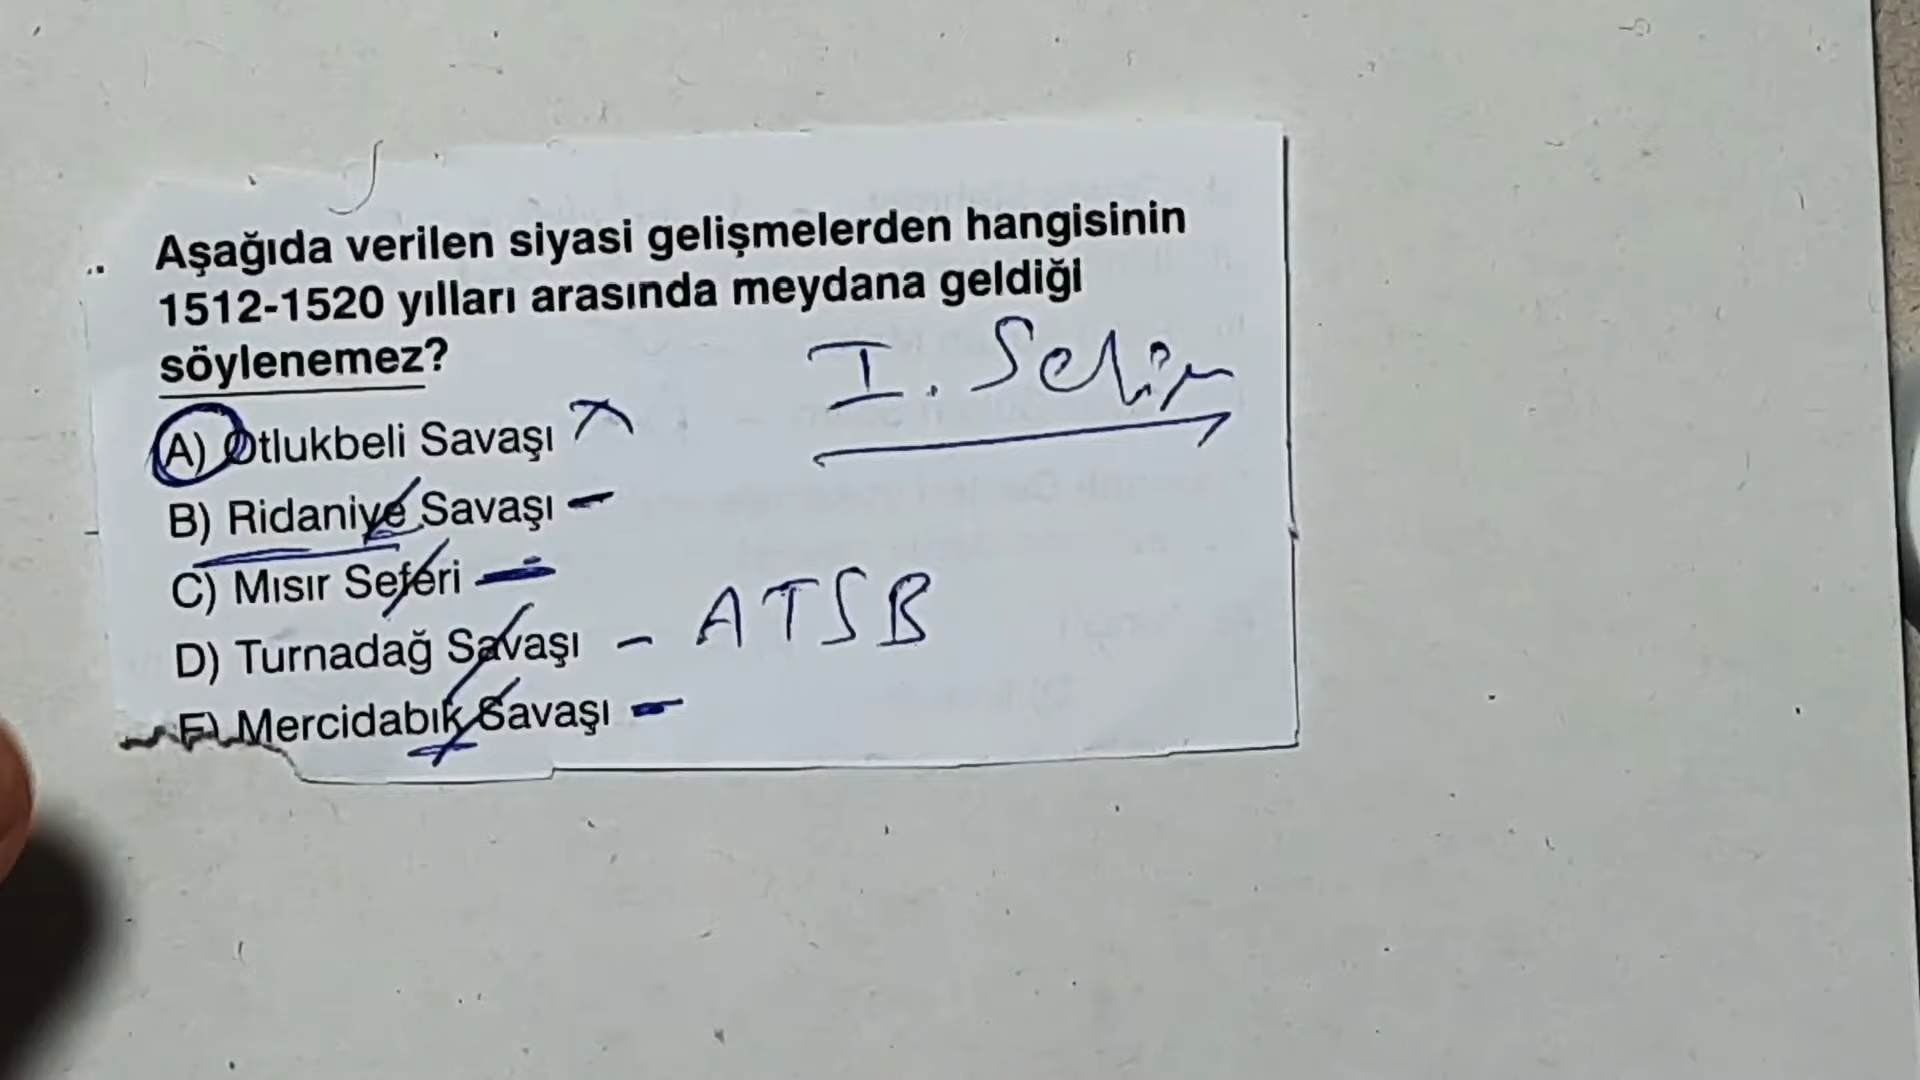 Aşağıda verilen siyasi gelişmelerden hangisinin
1512-1520 yılları arasında meydana geldiği
söylenemez?
I. Selim
A) Otlukbeli Savaşı
B) Ridaniye Savaşı
C) Mısır Seferi
D) Turnadağ Savaşı - ATSB
E) Mercidabık Savaşı